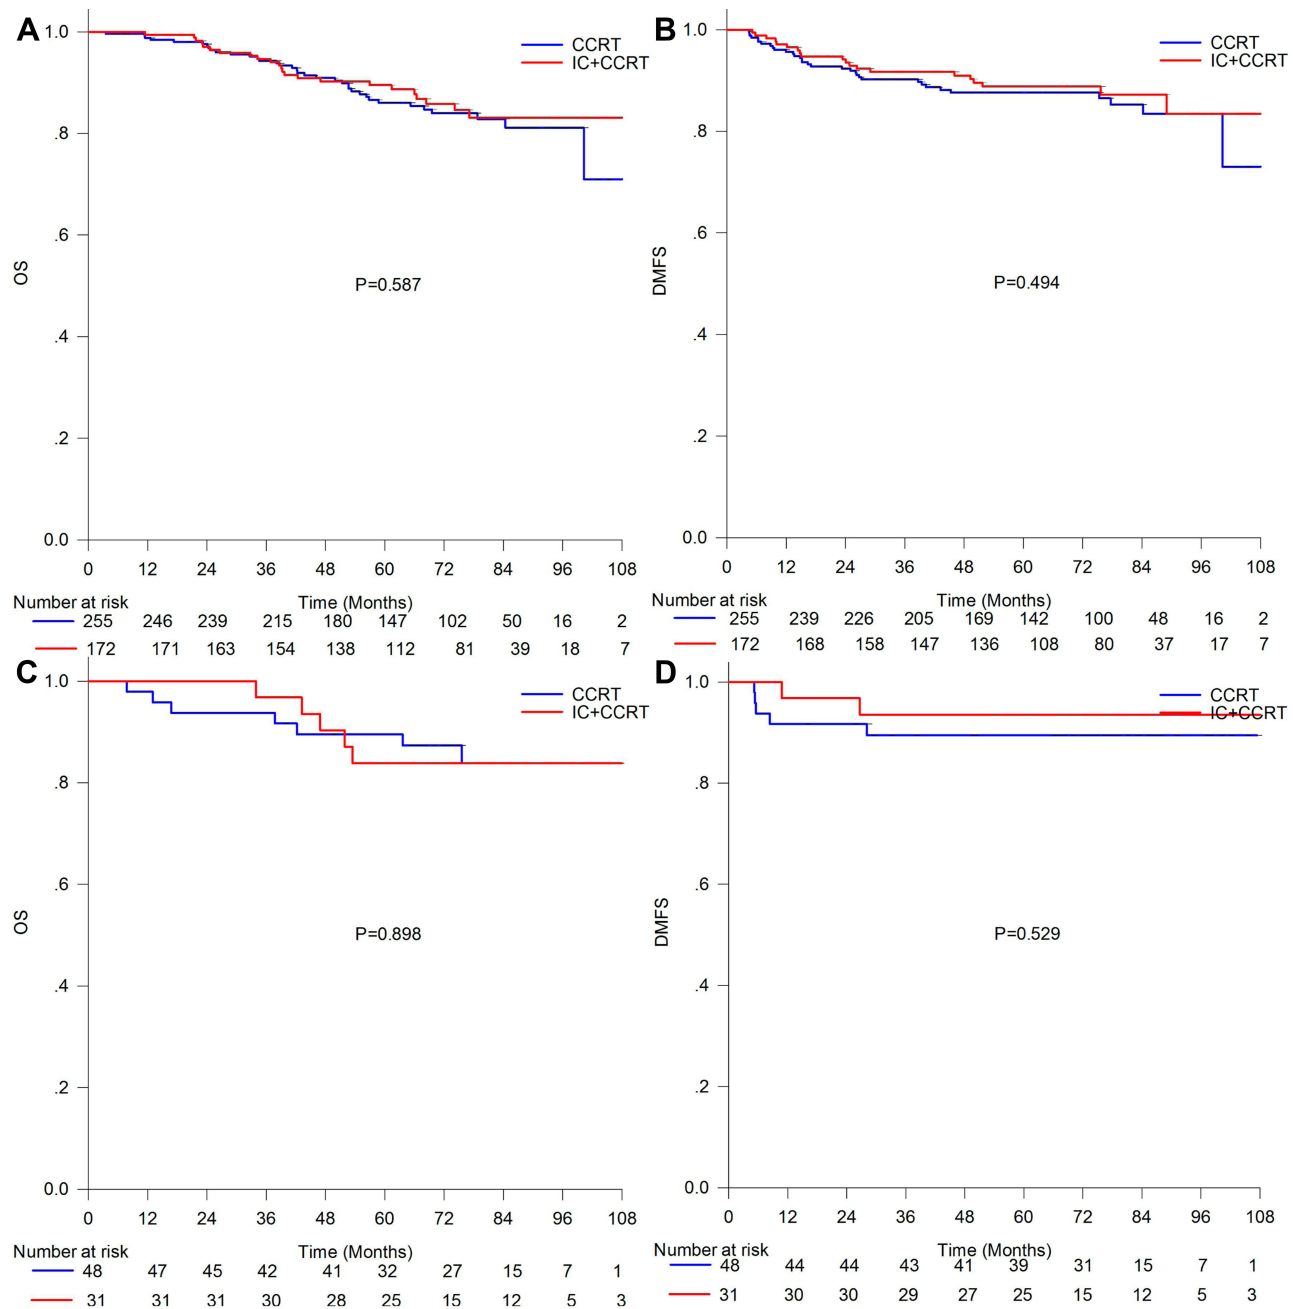 A
1.0
.8
.6
.4
.2
0.0
OS
CCRT
IC+CCRT
P=0.587
0 12 24 36 48 60 72 84 96 108
Number at risk Time (Months)
255 246 239 215 180 147 102 50 16 2
172 171 163 154 138 112 81 39 18 7
B
1.0
.8
.6
.4
.2
0.0
DMFS
CCRT
IC+CCRT
P=0.494
0 12 24 36 48 60 72 84 96 108
Number at risk Time (Months)
255 239 226 205 169 142 100 48 16 2
172 168 158 147 136 108 80 37 17 7
C
1.0
.8
.6
.4
.2
0.0
OS
CCRT
IC+CCRT
P=0.898
0 12 24 36 48 60 72 84 96 108
Number at risk Time (Months)
48 47 45 42 41 32 27 15 7 1
31 31 31 30 28 25 15 12 5 3
D
1.0
.8
.6
.4
.2
0.0
DMFS
CCRT
IC+CCRT
P=0.529
0 12 24 36 48 60 72 84 96 108
Number at risk Time (Months)
48 44 44 43 41 39 31 15 7 1
31 30 30 29 27 25 15 12 5 3